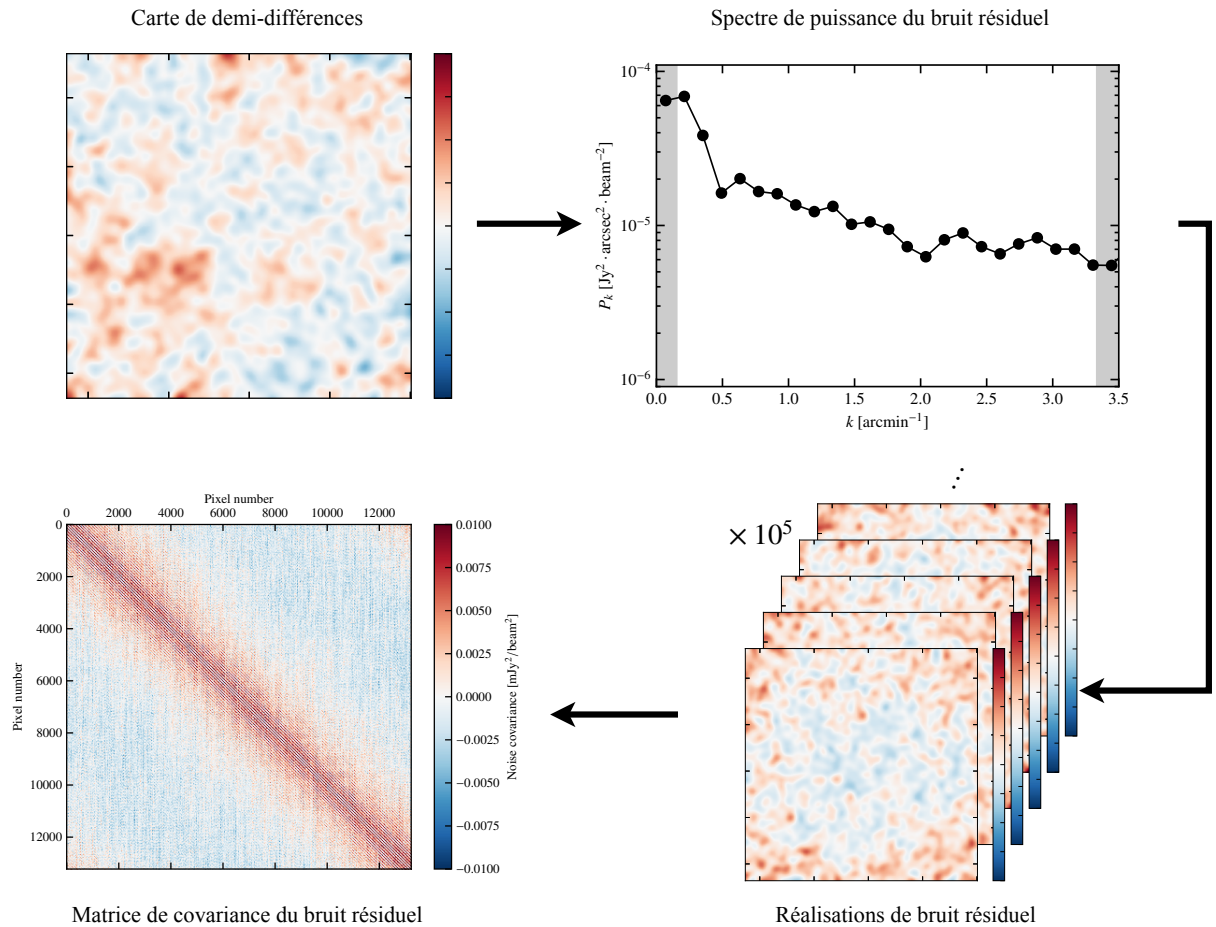 Carte de demi-différences
Spectre de puissance du bruit résiduel
10⁻⁴
10⁻⁵
10⁻⁶
P_k [Jy² · arcsec² · beam⁻²]
0.0 0.5 1.0 1.5 2.0 2.5 3.0 3.5
k [arcmin⁻¹]
Pixel number
0 2000 4000 6000 8000 10000 12000
0
2000
4000
6000
8000
10000
12000
Pixel number
0.0100
0.0075
0.0050
0.0025
0.0000
−0.0025
−0.0050
−0.0075
−0.0100
Noise covariance [mJy²/beam²]
× 10⁵
Matrice de covariance du bruit résiduel
Réalisations de bruit résiduel